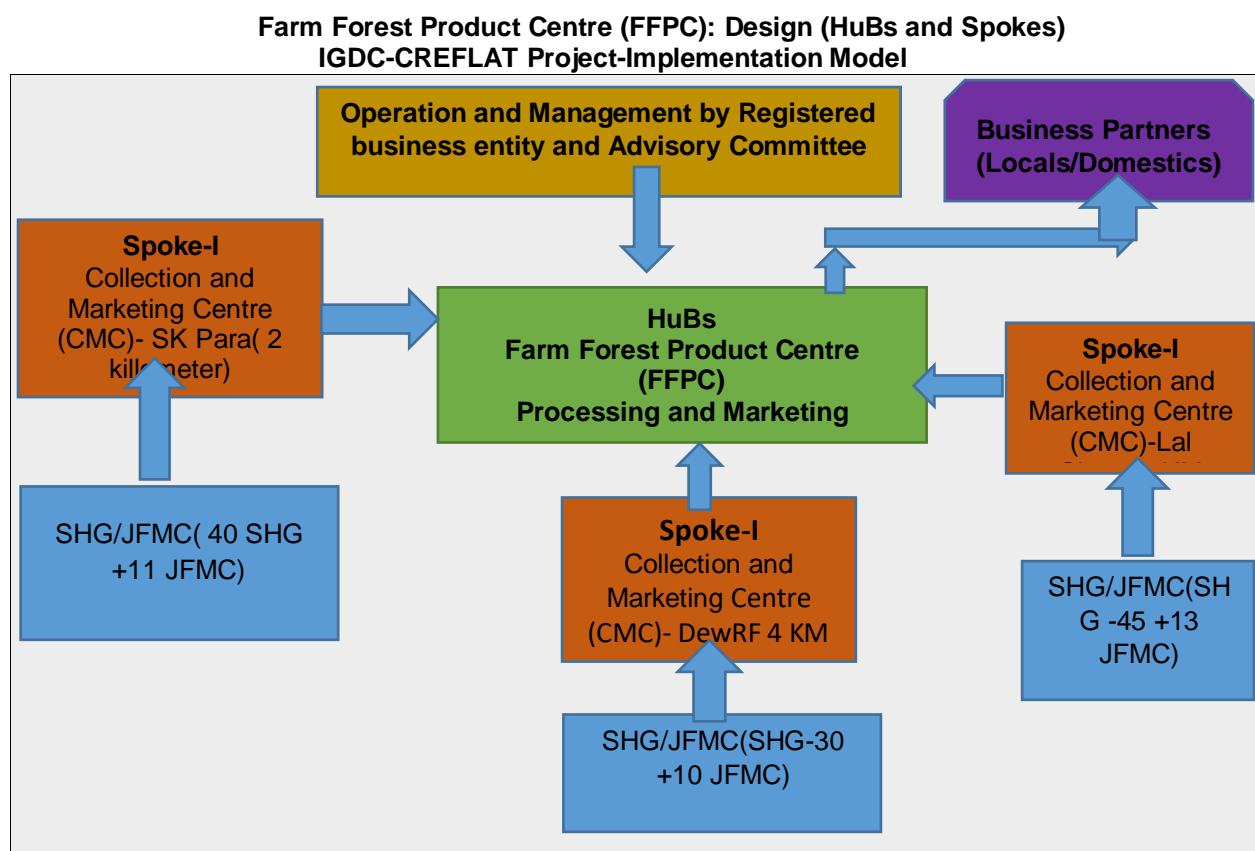 Farm Forest Product Centre (FFPC): Design (HuBs and Spokes)
IGDC-CREFLAT Project-Implementation Model
Operation and Management by Registered
business entity and Advisory Committee
Business Partners
(Locals/Domestics)
Spoke-I
Collection and
Marketing Centre
(CMC)- SK Para( 2
meter)
HuBs
Farm Forest Product Centre
(FFPC)
Processing and Marketing
Spoke-I
Collection and
Marketing Centre
(CMC)-Lal
SHG/JFMC( 40 SHG
+11 JFMC)
Spoke-I
Collection and
Marketing Centre
(CMC)- DewRF 4 KM
SHG/JFMC(SH
G -45 +13
JFMC)
SHG/JFMC(SHG-30
+10 JFMC)